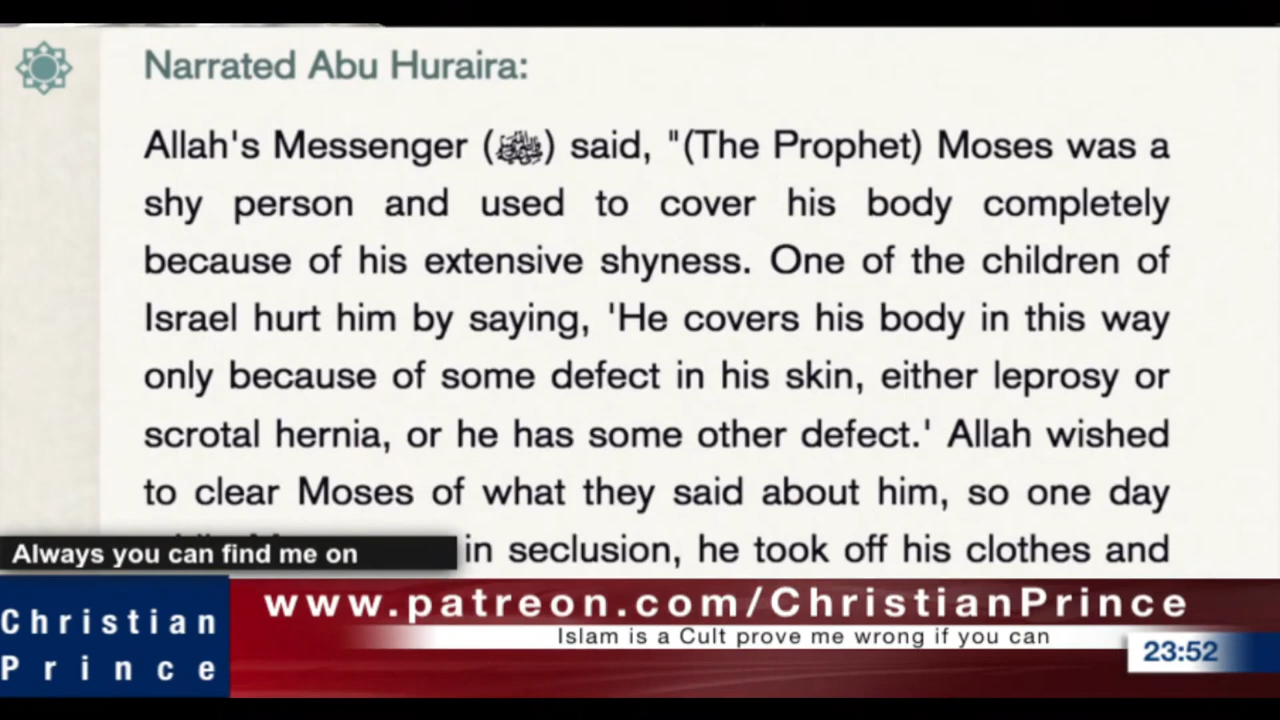 Narrated Abu Huraira:
Allah's Messenger (ﷺ) said, "(The Prophet) Moses was a
shy person and used to cover his body completely
because of his extensive shyness. One of the children of
Israel hurt him by saying, 'He covers his body in this way
only because of some defect in his skin, either leprosy or
scrotal hernia, or he has some other defect.' Allah wished
to clear Moses of what they said about him, so one day
in seclusion, he took off his clothes and
Always you can find me on
Christian
Prince
www.patreon.com/ChristianPrince
Islam is a Cult prove me wrong if you can
23:52